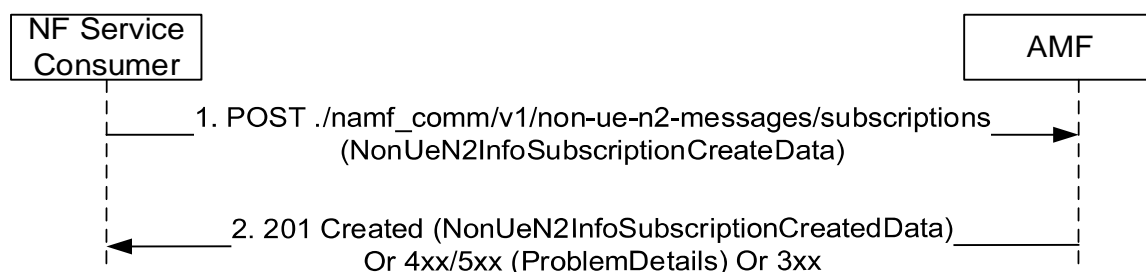 NF Service
Consumer
AMF
1. POST ./namf_comm/v1/non-ue-n2-messages/subscriptions
(NonUeN2InfoSubscriptionCreateData)
2. 201 Created (NonUeN2InfoSubscriptionCreatedData)
Or 4xx/5xx (ProblemDetails) Or 3xx